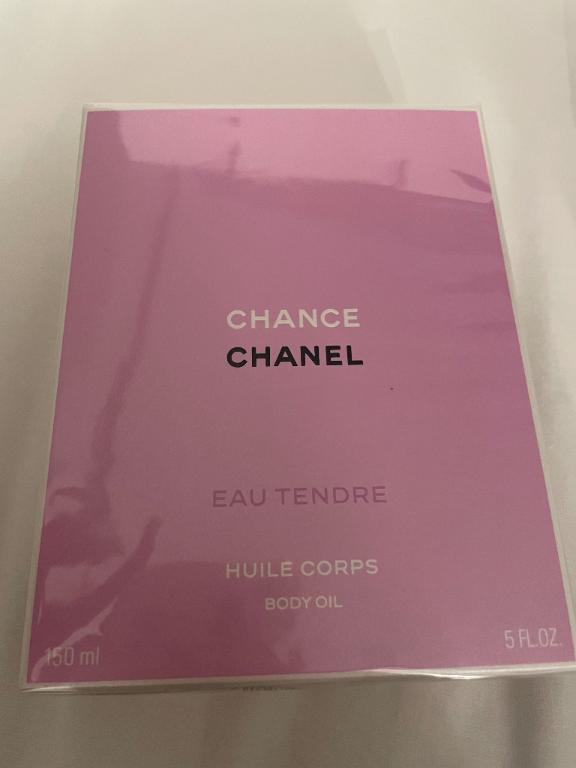 CHANCE
CHANEL
EAU TENDRE
HUILE CORPS
BODY OIL
150 ml
5 FL.OZ.